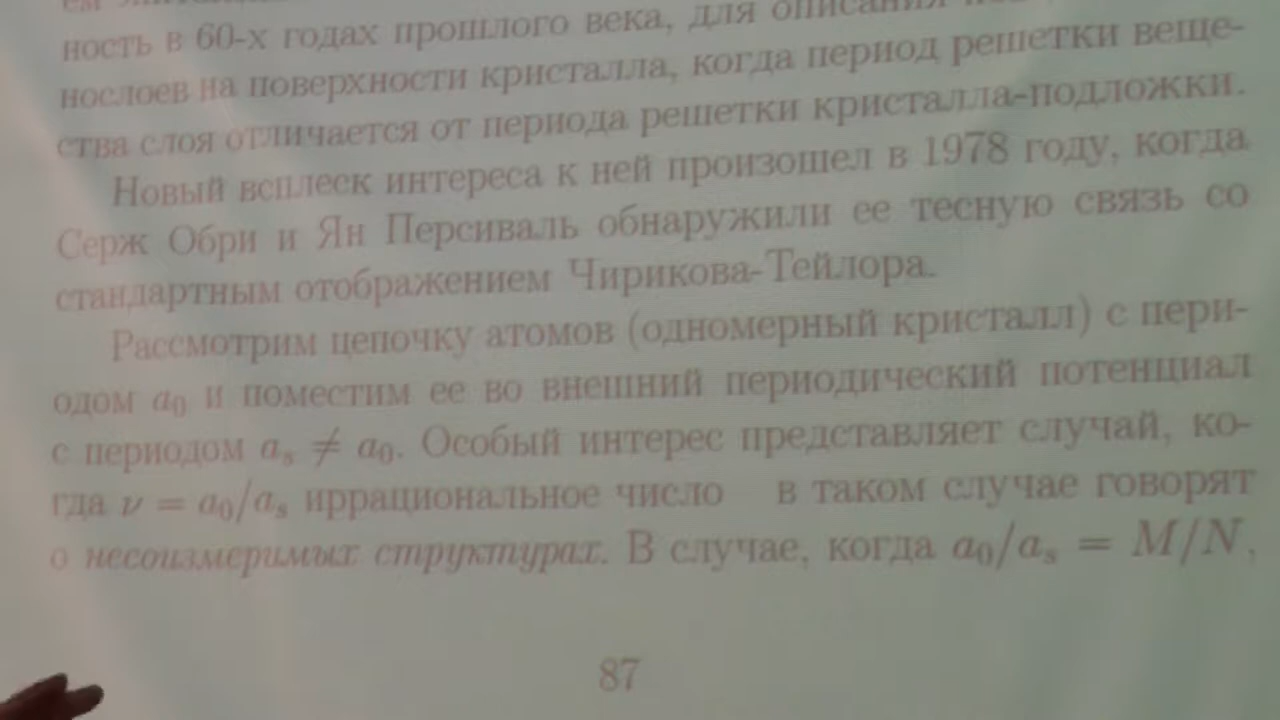 ность в 60-х годах прошлого века, для описания
нослоев на поверхности кристалла, когда период решетки веще-
ства слоя отличается от периода решетки кристалла-подложки.
Новый всплеск интереса к ней произошел в 1978 году, когда
Серж Обри и Ян Персиваль обнаружили ее тесную связь со
стандартным отображением Чирикова-Тейлора.
Рассмотрим цепочку атомов (одномерный кристалл) с пери-
одом a₀ и поместим ее во внешний периодический потенциал
с периодом aₛ ≠ a₀. Особый интерес представляет случай, ко-
гда ν = a₀/aₛ иррациональное число в таком случае говорят
о несоизмеримых структурах. В случае, когда a₀/aₛ = M/N,
87